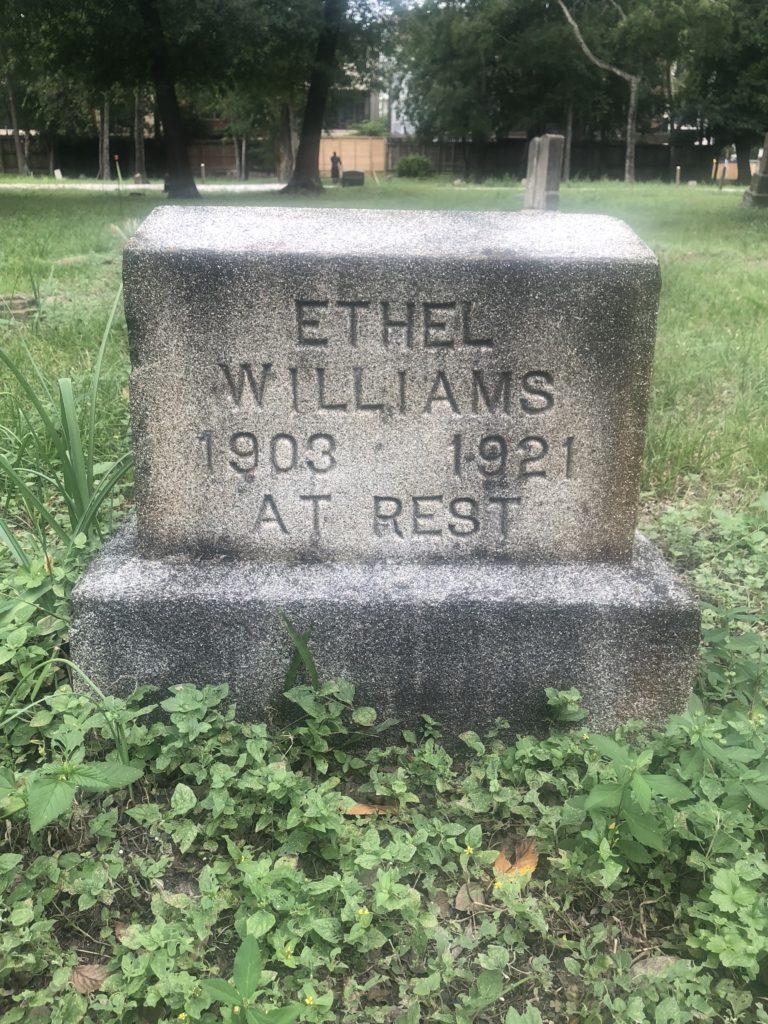 ETHEL
WILLIAMS
1903 1921
AT REST